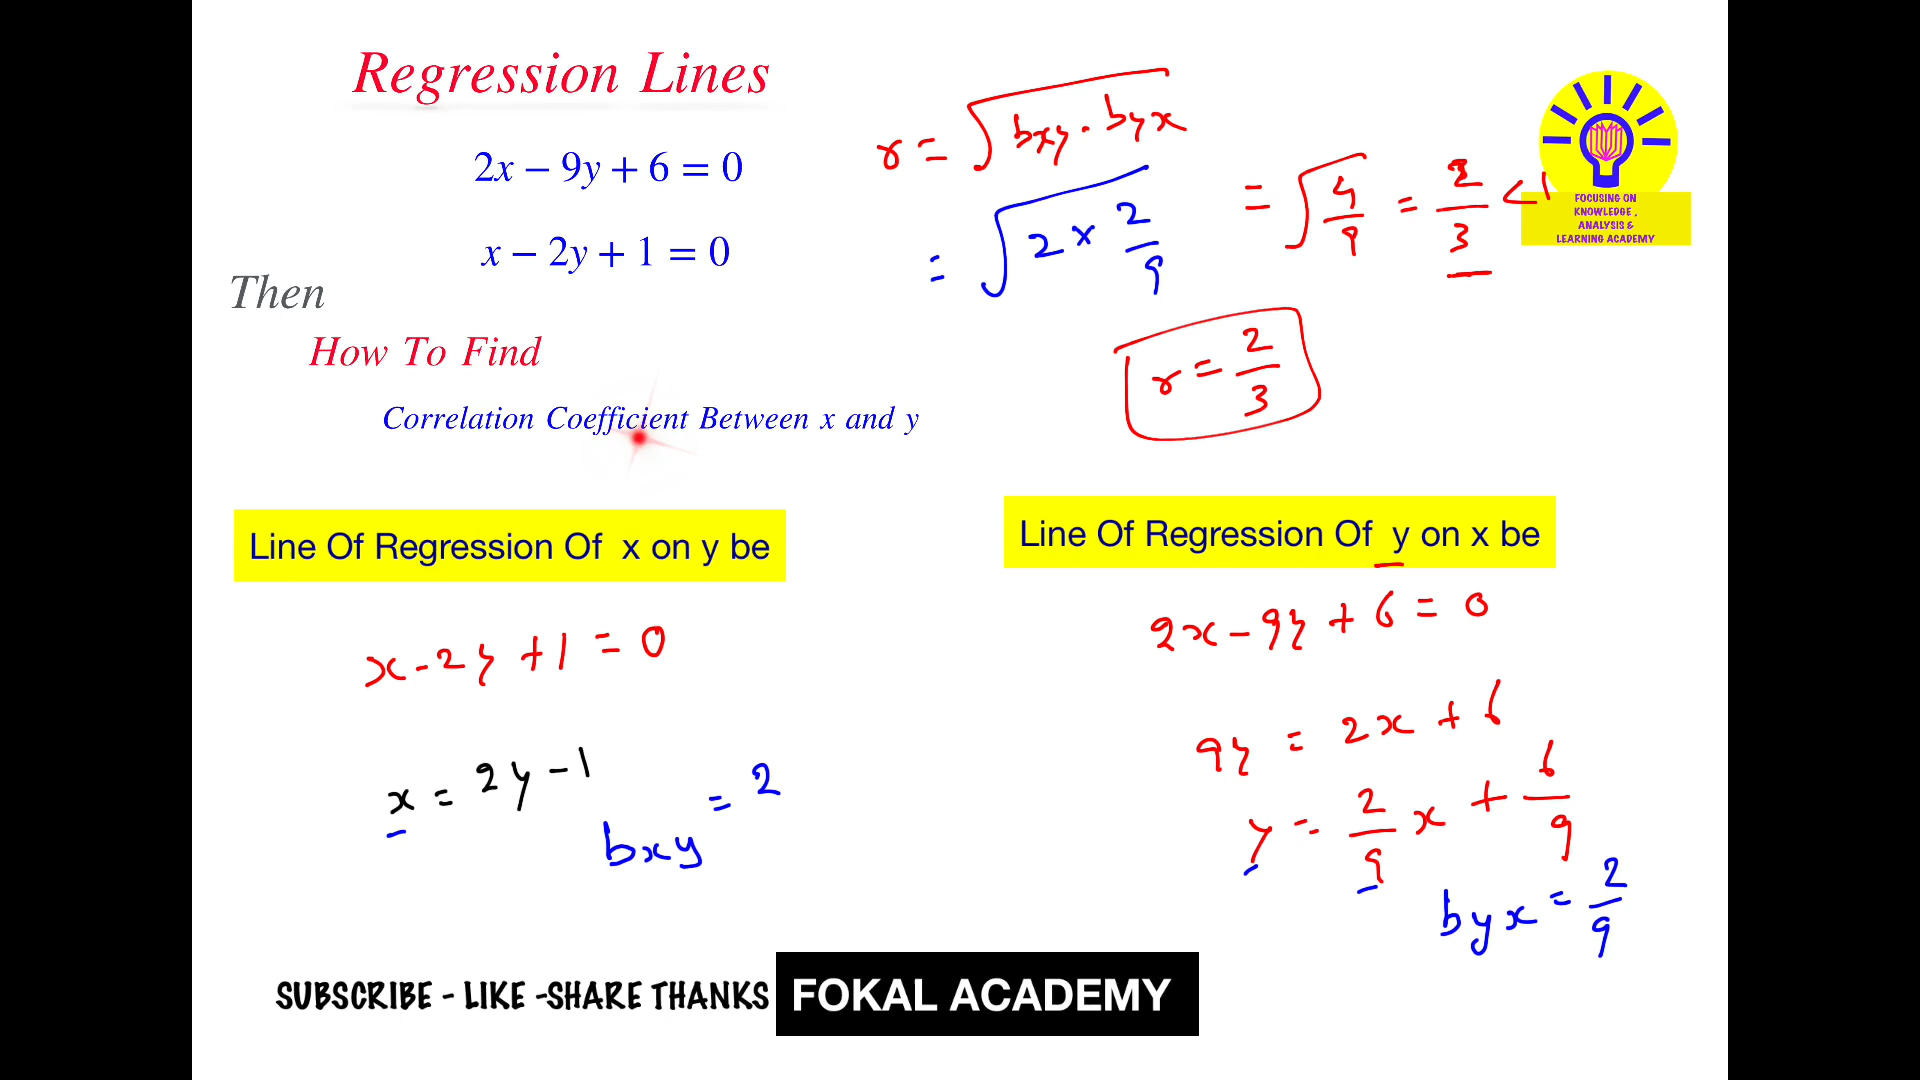 Regression Lines
2x − 9y + 6 = 0
x − 2y + 1 = 0
Then
How To Find
Correlation Coefficient Between x and y
r = √bxy · byx
= √2 × 2/9
= √4/9 = 2/3 < 1
r = 2/3
FOCUSING ON
KNOWLEDGE ,
ANALYSIS &
LEARNING ACADEMY
Line Of Regression Of x on y be
x - 2y + 1 = 0
x = 2y - 1
bxy = 2
Line Of Regression Of y on x be
2x - 9y + 6 = 0
9y = 2x + 6
y = 2/9 x + 6/9
byx = 2/9
SUBSCRIBE - LIKE -SHARE THANKS
FOKAL ACADEMY